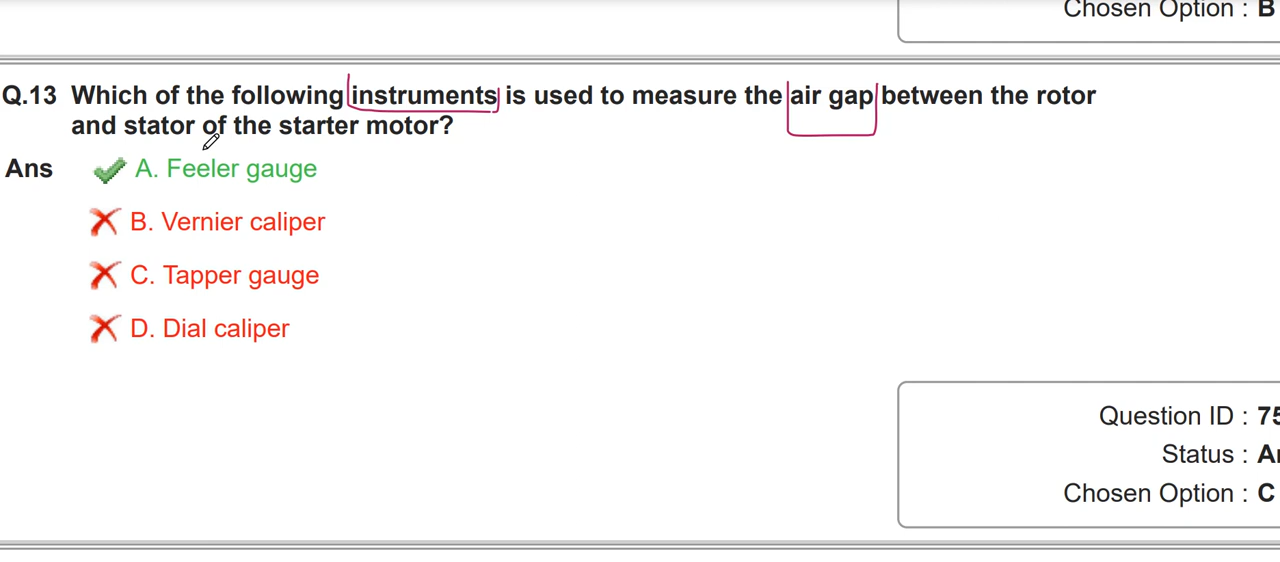 Chosen Option : B
Q.13 Which of the following instruments is used to measure the air gap between the rotor
and stator of the starter motor?
Ans A. Feeler gauge
B. Vernier caliper
C. Tapper gauge
D. Dial caliper
Question ID : 75
Status :
Chosen Option : C